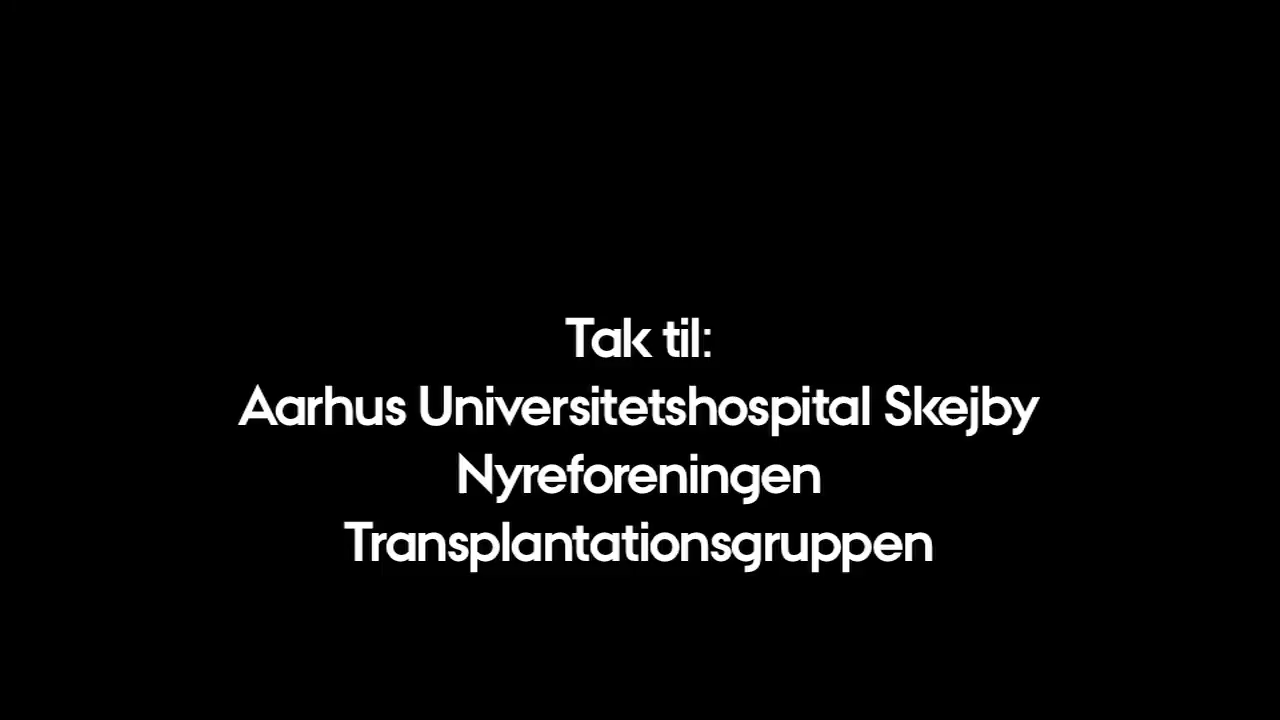 Tak til:
Aarhus Universitetshospital Skejby
Nyreforeningen
Transplantationsgruppen